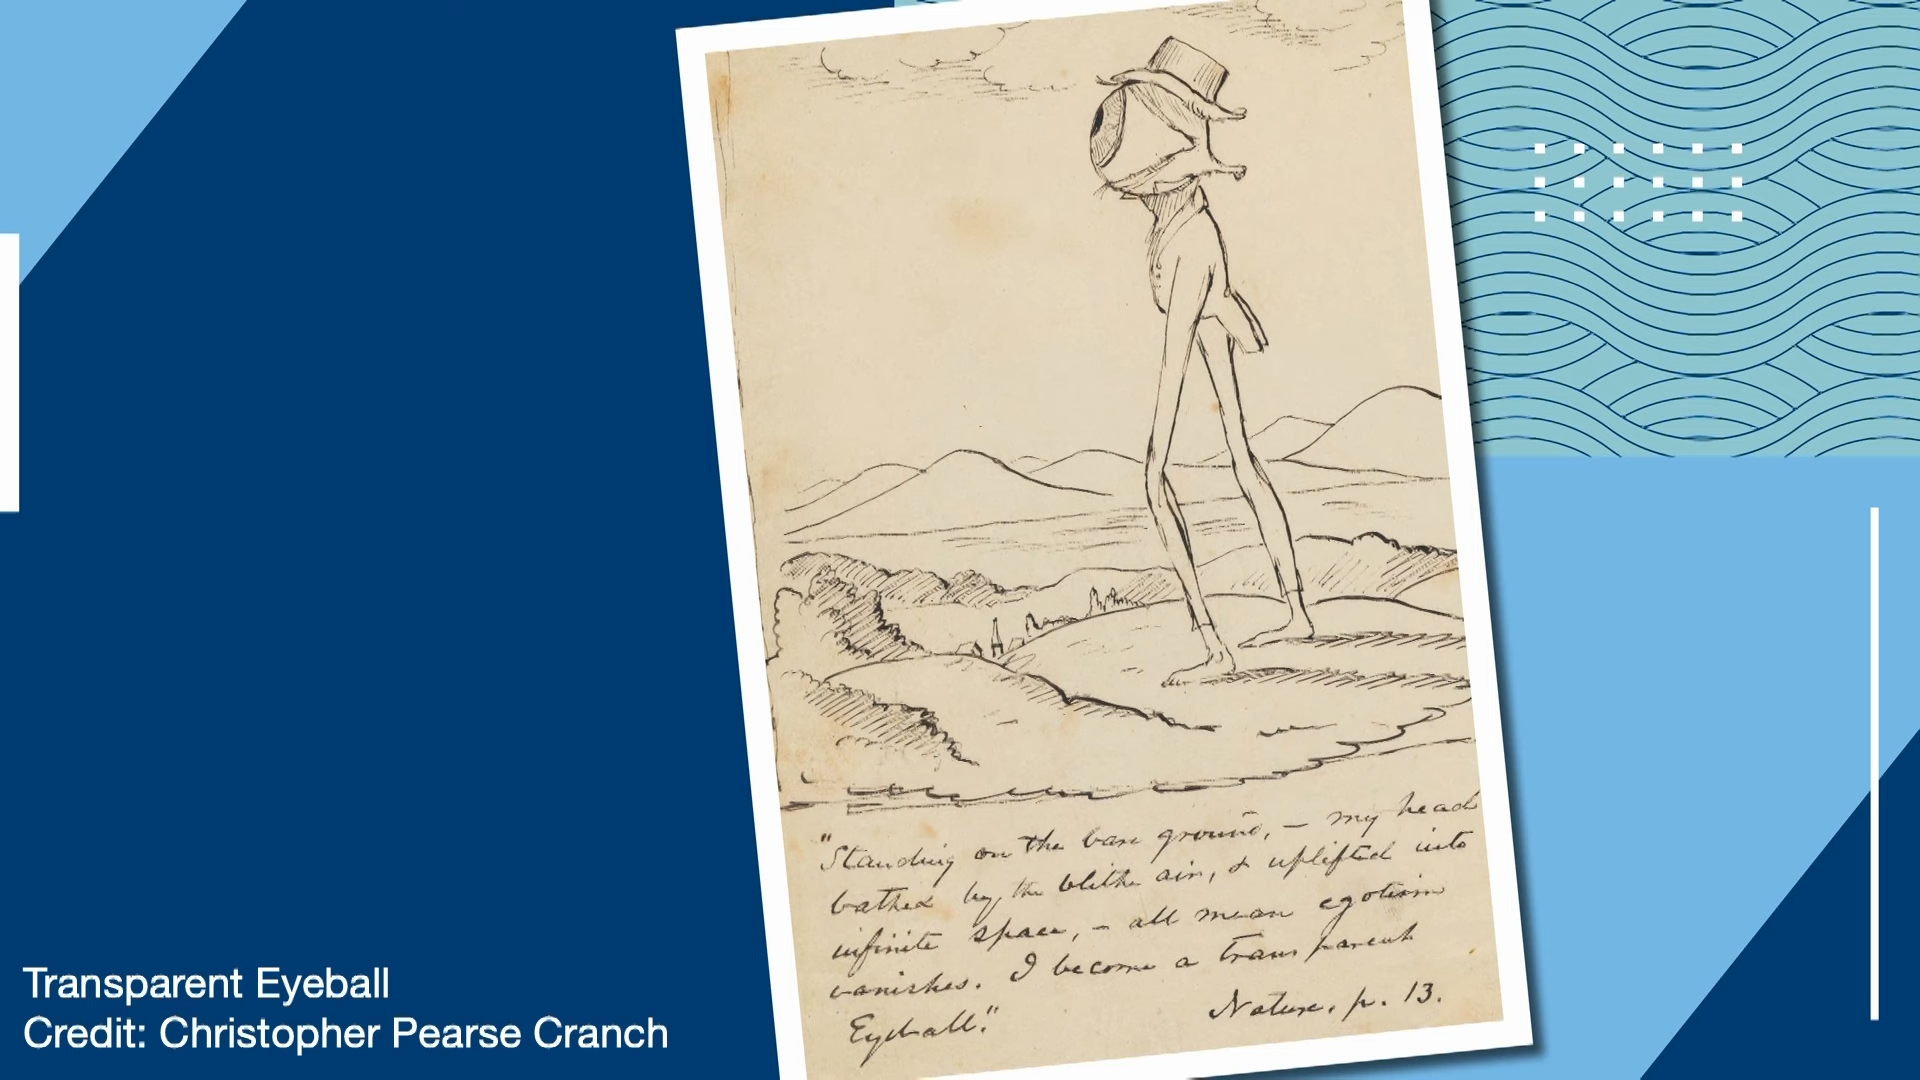 "Standing on the bare ground, – my head
bathed by the blithe air, & uplifted into
infinite space, – all mean egotism
vanishes. I become a transparent
Eyeball."
Nature, p. 13.
Transparent Eyeball
Credit: Christopher Pearse Cranch